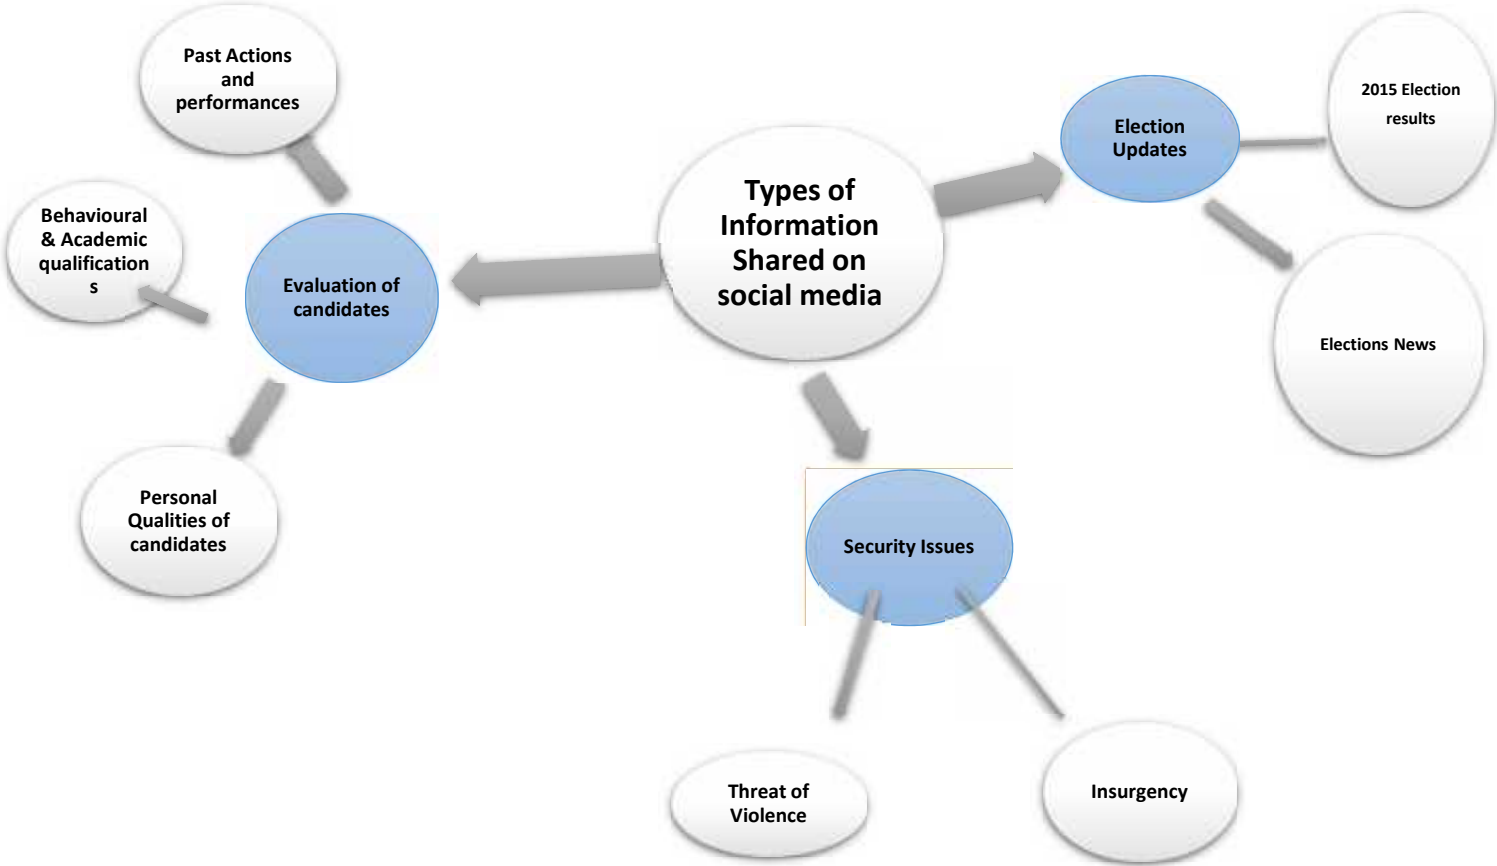 Past Actions
and
performances
Behavioural
& Academic
qualification
s
Evaluation of
candidates
Personal
Qualities of
candidates
Types of
Information
Shared on
social media
Election
Updates
2015 Election
results
Elections News
Security Issues
Threat of
Violence
Insurgency